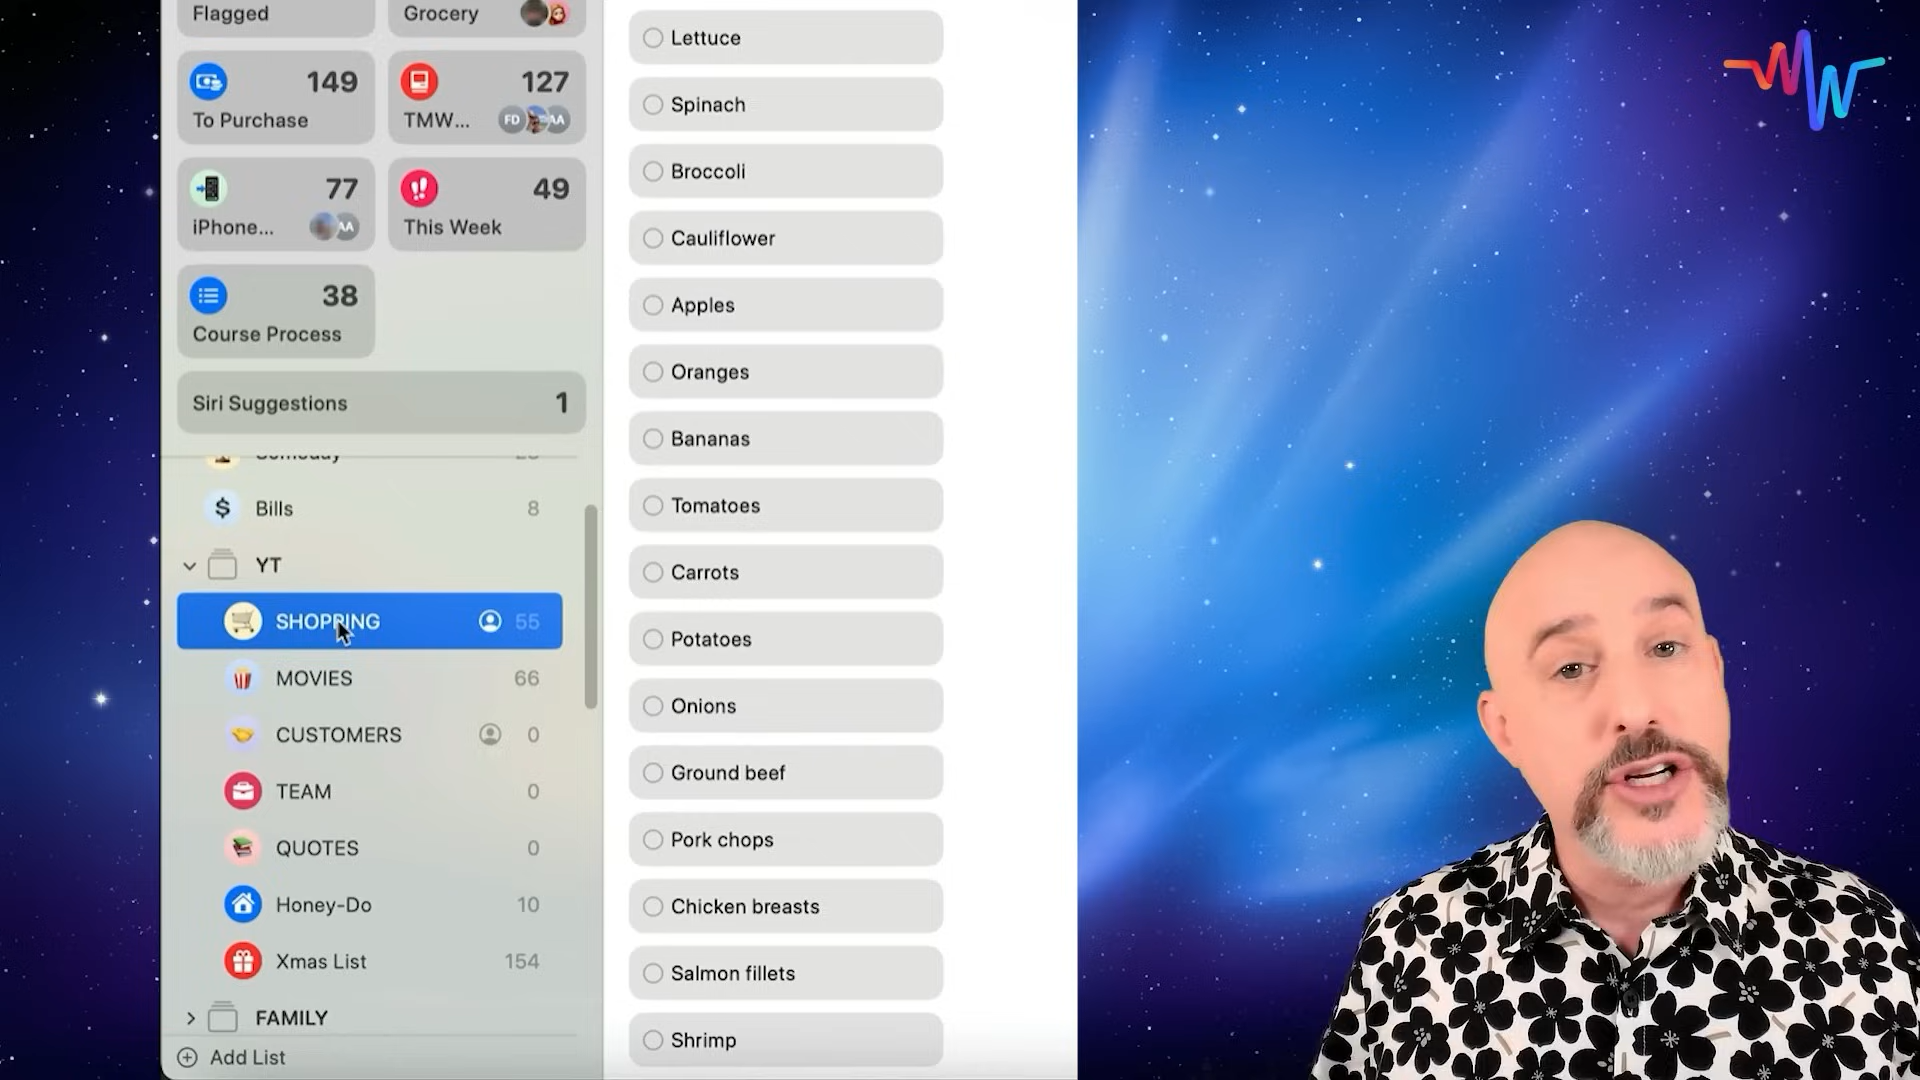 Flagged
Grocery
149
To Purchase
127
TMW...
FD
AA
77
iPhone...
AA
49
This Week
38
Course Process
Siri Suggestions 1
Someday
Bills 8
YT
SHOPPING 55
MOVIES 66
CUSTOMERS 0
TEAM 0
QUOTES 0
Honey-Do 10
Xmas List 154
FAMILY
Add List
Lettuce
Spinach
Broccoli
Cauliflower
Apples
Oranges
Bananas
Tomatoes
Carrots
Potatoes
Onions
Ground beef
Pork chops
Chicken breasts
Salmon fillets
Shrimp
MW